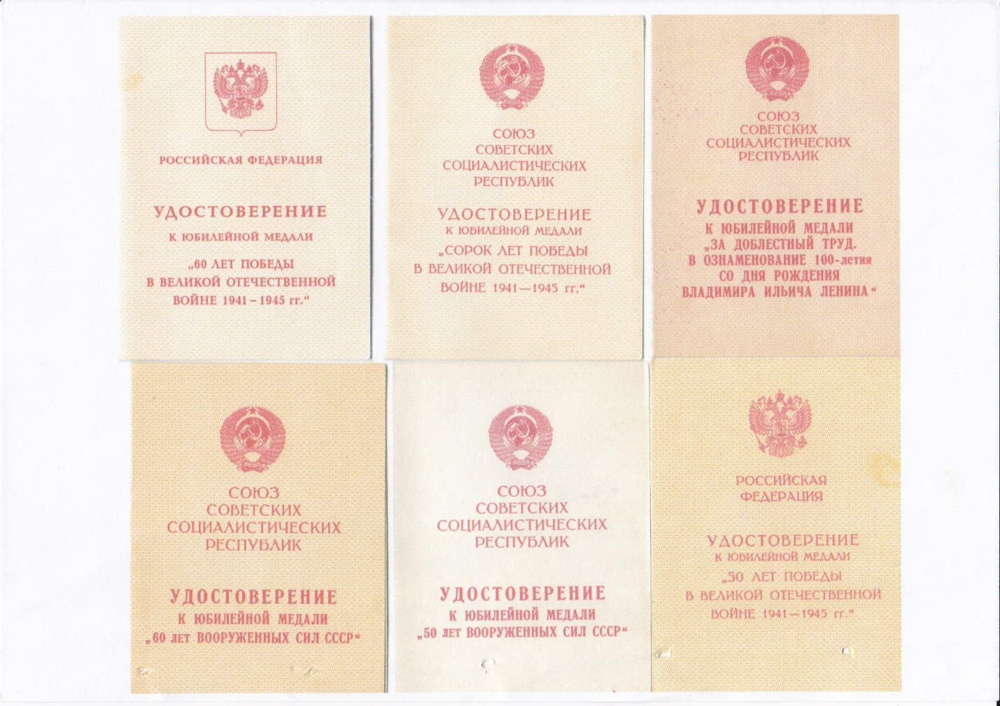 РОССИЙСКАЯ ФЕДЕРАЦИЯ
УДОСТОВЕРЕНИЕ
К ЮБИЛЕЙНОЙ МЕДАЛИ
„60 ЛЕТ ПОБЕДЫ
В ВЕЛИКОЙ ОТЕЧЕСТВЕННОЙ
ВОЙНЕ 1941 – 1945 гг.“
СОЮЗ
СОВЕТСКИХ
СОЦИАЛИСТИЧЕСКИХ
РЕСПУБЛИК
УДОСТОВЕРЕНИЕ
К ЮБИЛЕЙНОЙ МЕДАЛИ
„СОРОК ЛЕТ ПОБЕДЫ
В ВЕЛИКОЙ ОТЕЧЕСТВЕННОЙ
ВОЙНЕ 1941—1945 гг.“
СОЮЗ
СОВЕТСКИХ
СОЦИАЛИСТИЧЕСКИХ
РЕСПУБЛИК
УДОСТОВЕРЕНИЕ
К ЮБИЛЕЙНОЙ МЕДАЛИ
„ЗА ДОБЛЕСТНЫЙ ТРУД.
В ОЗНАМЕНОВАНИЕ 100-летия
СО ДНЯ РОЖДЕНИЯ
ВЛАДИМИРА ИЛЬИЧА ЛЕНИНА“
СОЮЗ
СОВЕТСКИХ
СОЦИАЛИСТИЧЕСКИХ
РЕСПУБЛИК
УДОСТОВЕРЕНИЕ
К ЮБИЛЕЙНОЙ МЕДАЛИ
„60 лет ВООРУЖЕННЫХ СИЛ СССР“
СОЮЗ
СОВЕТСКИХ
СОЦИАЛИСТИЧЕСКИХ
РЕСПУБЛИК
УДОСТОВЕРЕНИЕ
К ЮБИЛЕЙНОЙ МЕДАЛИ
„50 лет ВООРУЖЕННЫХ СИЛ СССР“
РОССИЙСКАЯ
ФЕДЕРАЦИЯ
УДОСТОВЕРЕНИЕ
К ЮБИЛЕЙНОЙ МЕДАЛИ
„50 ЛЕТ ПОБЕДЫ
В ВЕЛИКОЙ ОТЕЧЕСТВЕННОЙ
ВОЙНЕ 1941—1945 гг.“